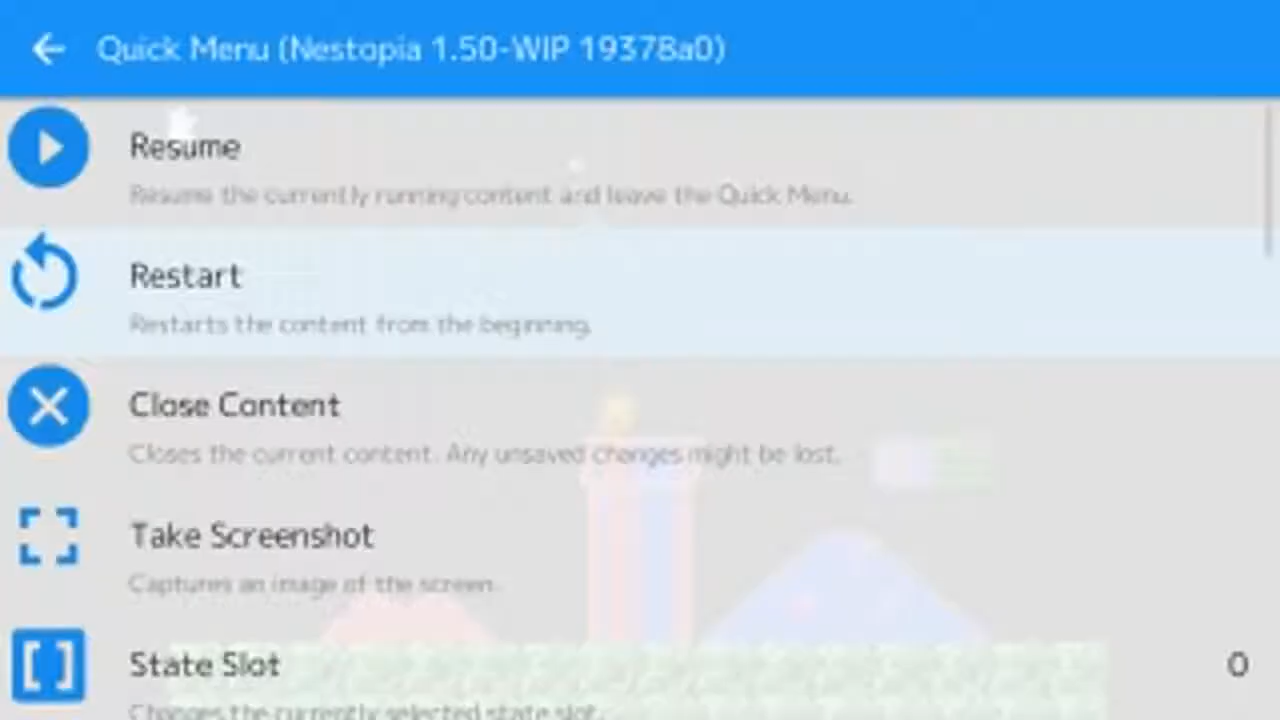 Quick Menu (Nestopia 1.50-WIP 19378a0)
Resume
Resume the currently running content and leave the Quick Menu.
Restart
Restarts the content from the beginning.
Close Content
Closes the current content. Any unsaved changes might be lost.
Take Screenshot
Captures an image of the screen.
State Slot
0
Changes the currently selected state slot.